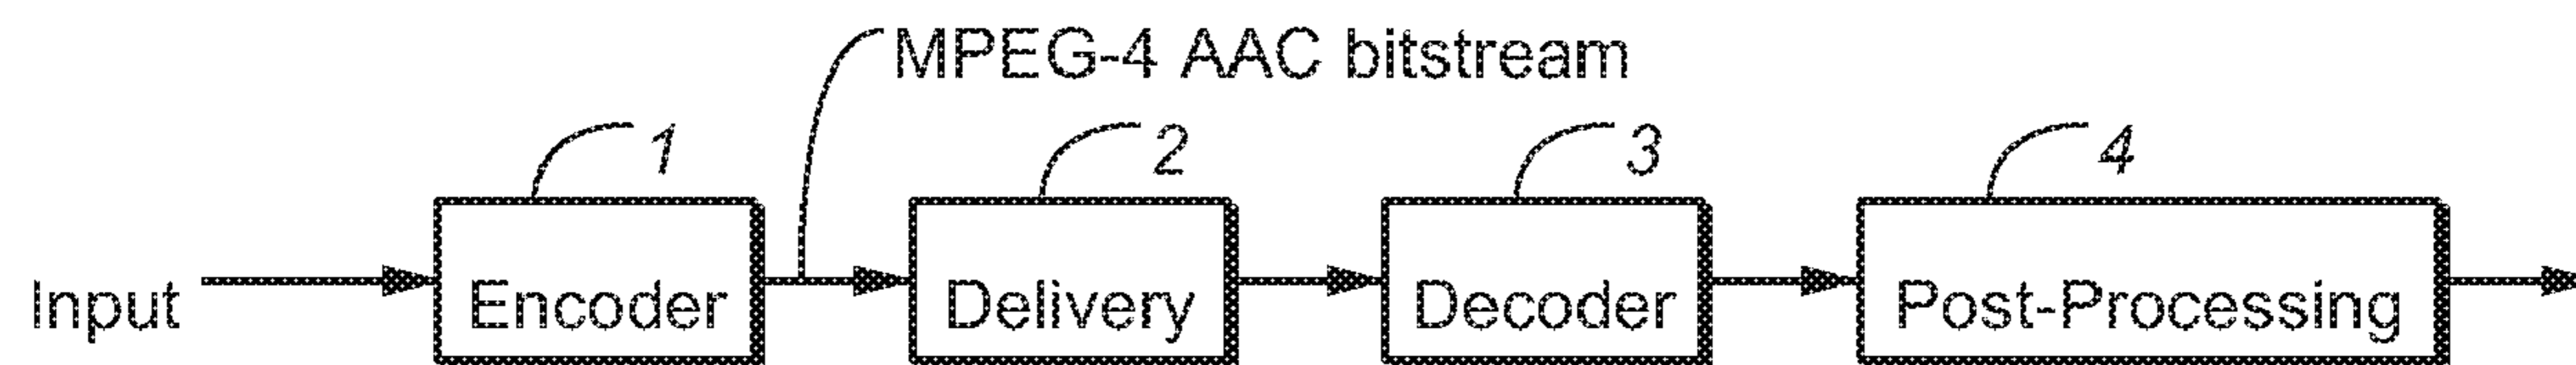 MPEG-4 AAC bitstream
1 2 3 4
Input Encoder Delivery Decoder Post-Processing